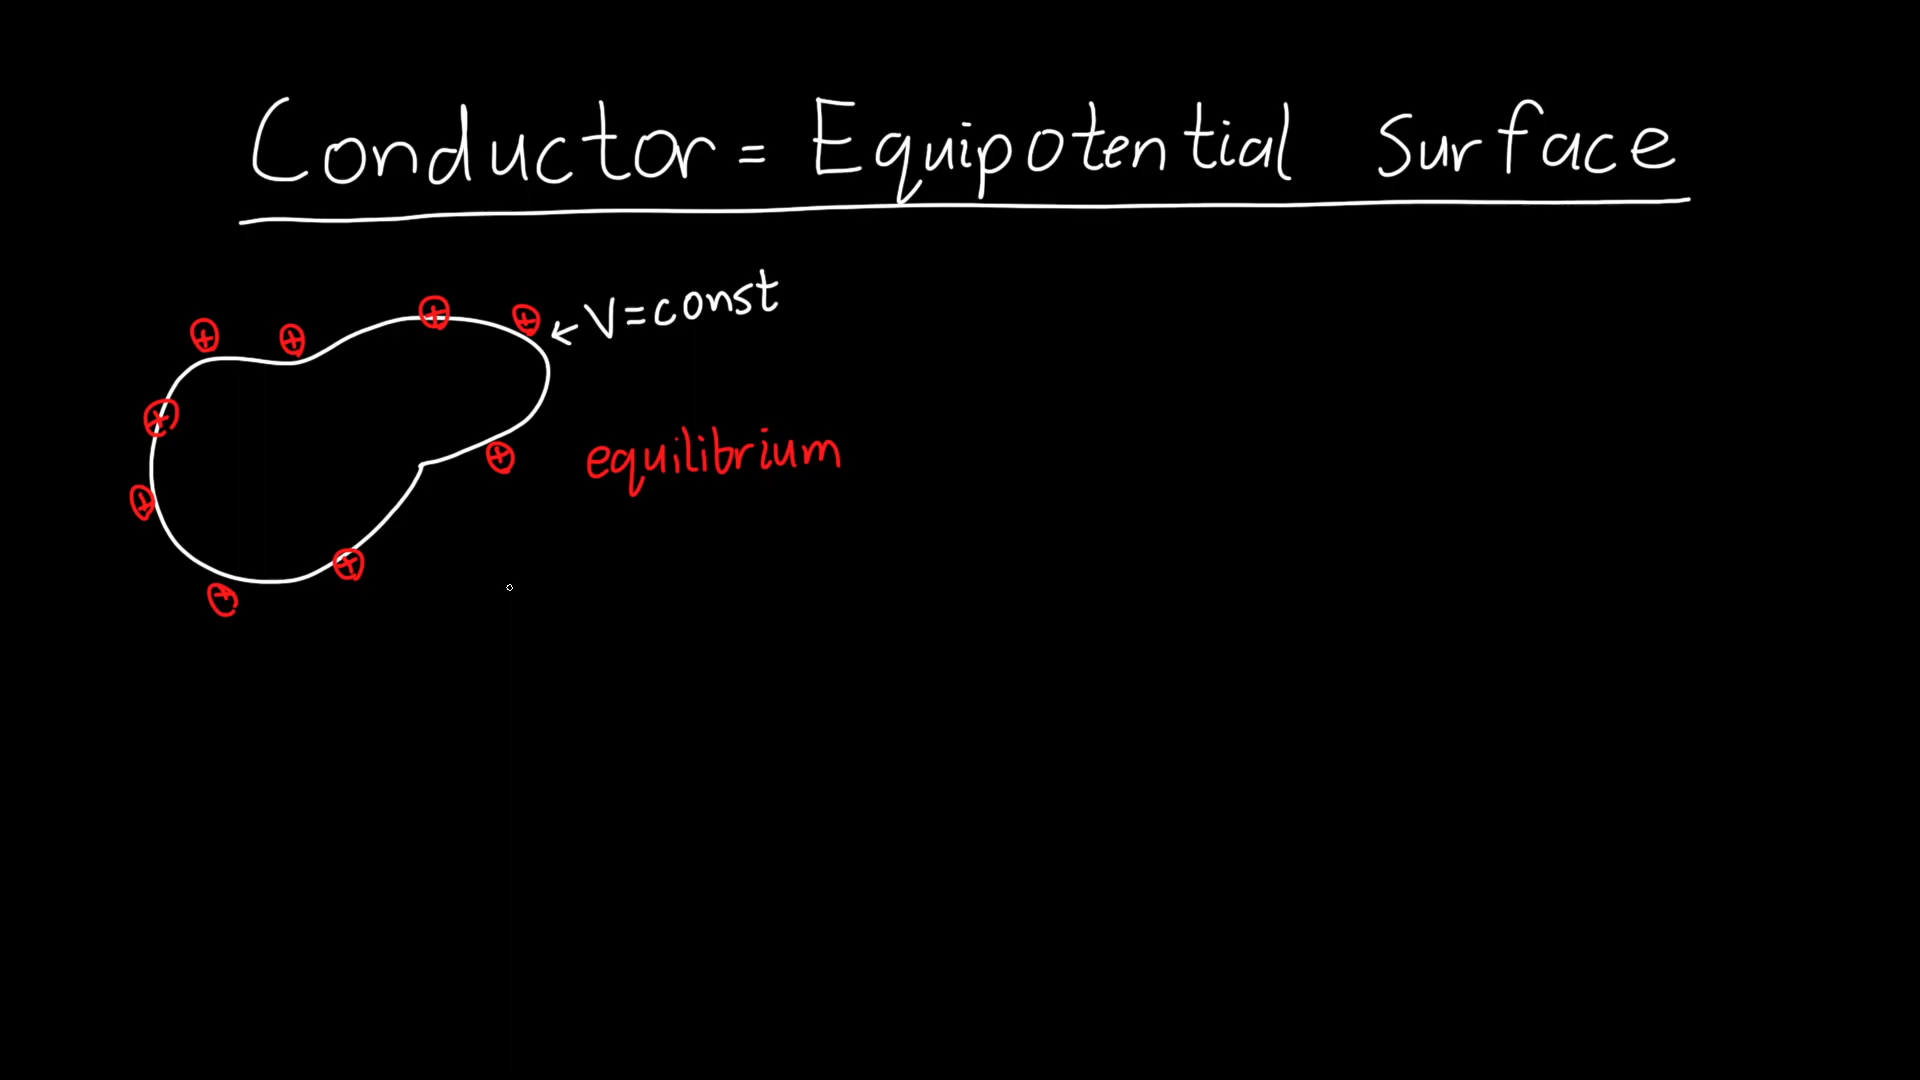 Conductor = Equipotential Surface
+ + + +
← V=const
+
equilibrium
+
+
+
+